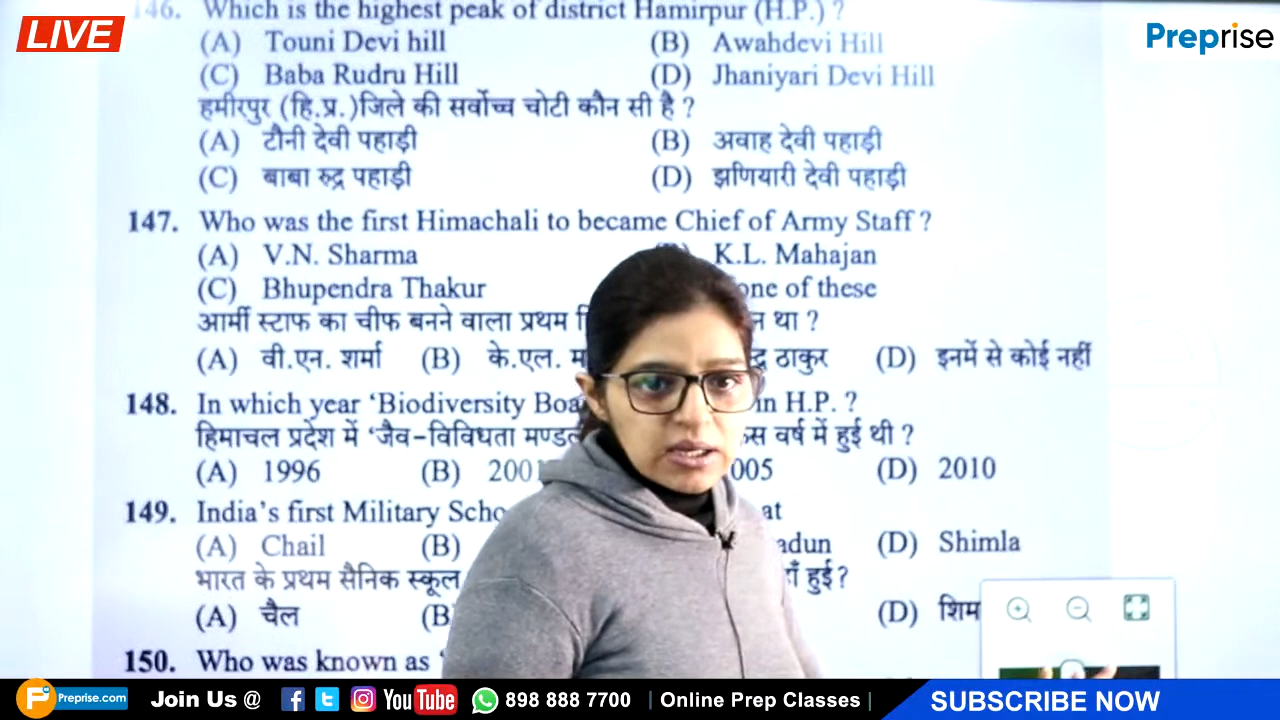 LIVE
Preprise
146. Which is the highest peak of district Hamirpur (H.P.) ?
(A) Touni Devi hill (B) Awahdevi Hill
(C) Baba Rudru Hill (D) Jhaniyari Devi Hill
हमीरपुर (हि.प्र.)जिले की सर्वोच्च चोटी कौन सी है ?
(A) टौनी देवी पहाड़ी (B) अवाह देवी पहाड़ी
(C) बाबा रुद्र पहाड़ी (D) झणियारी देवी पहाड़ी
147. Who was the first Himachali to became Chief of Army Staff ?
(A) V.N. Sharma K.L. Mahajan
(C) Bhupendra Thakur one of these
आर्मी स्टाफ का चीफ बनने वाला प्रथम था ?
(A) वी.एन. शर्मा (B) के.एल. ठाकुर (D) इनमें से कोई नहीं
148. In which year ‘Biodiversity Boa in H.P. ?
हिमाचल प्रदेश में ‘जैव-विविधता मण्डल वर्ष में हुई थी ?
(A) 1996 (B) 200 005 (D) 2010
149. India’s first Military Scho at
(A) Chail (B) adun (D) Shimla
भारत के प्रथम सैनिक स्कूल हुई?
(A) चैल (B (D) शिम
150. Who was known as ‘
Preprise.com Join Us @ YouTube 898 888 7700 | Online Prep Classes | SUBSCRIBE NOW